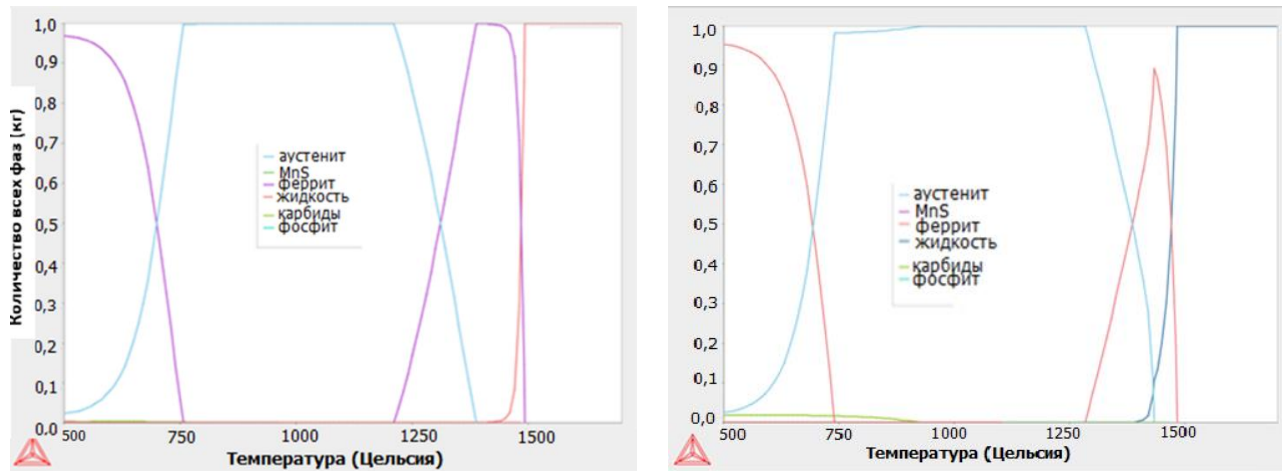 1,0
0,9
0,8
0,7
0,6
0,5
0,4
0,3
0,2
0,1
0.0
Количество всех фаз (кг)
аустенит
MnS
феррит
жидкость
карбиды
фосфит
500 750 1000 1250 1500
Температура (Цельсия)
1,0
0,9
0,8
0,7
0,6
0,5
0,4
0,3
0,2
0,1
0,0
аустенит
MnS
феррит
жидкость
карбиды
фосфит
500 750 1000 1250 1500
Температура (Цельсия)